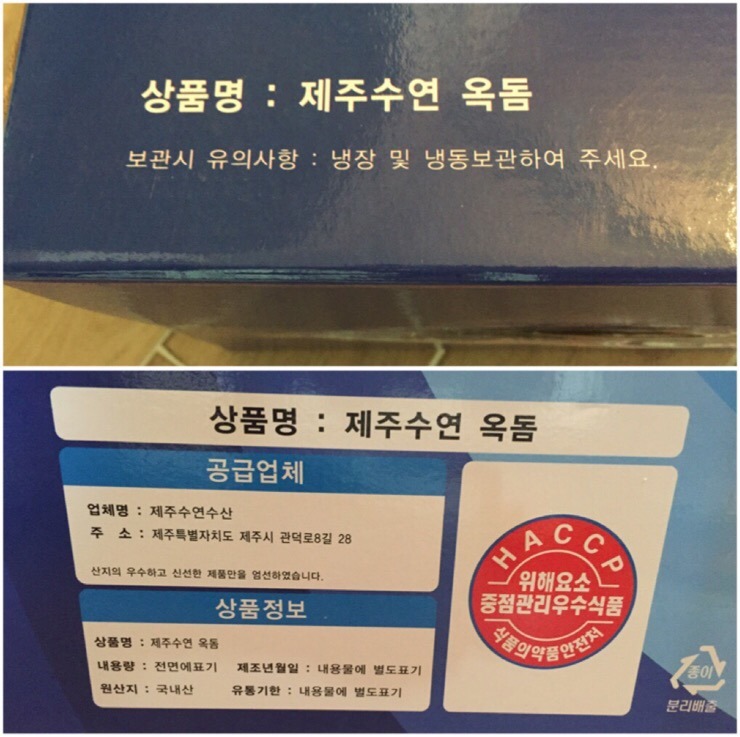 상품명 : 제주수연 옥돔
보관시 유의사항 : 냉장 및 냉동보관하여 주세요.
상품명 : 제주수연 옥돔
공급업체
업체명 : 제주수연수산
주 소 : 제주특별자치도 제주시 관덕로8길 28
산지의 우수하고 신선한 제품만을 엄선하였습니다.
상품정보
상품명 : 제주수연 옥돔
내용량 : 전면에표기 제조년월일 : 내용물에 별도표기
원산지 : 국내산 유통기한 : 내용물에 별도표기
HACCP
위해요소
중점관리우수식품
식품의약품안전처
종이
분리배출